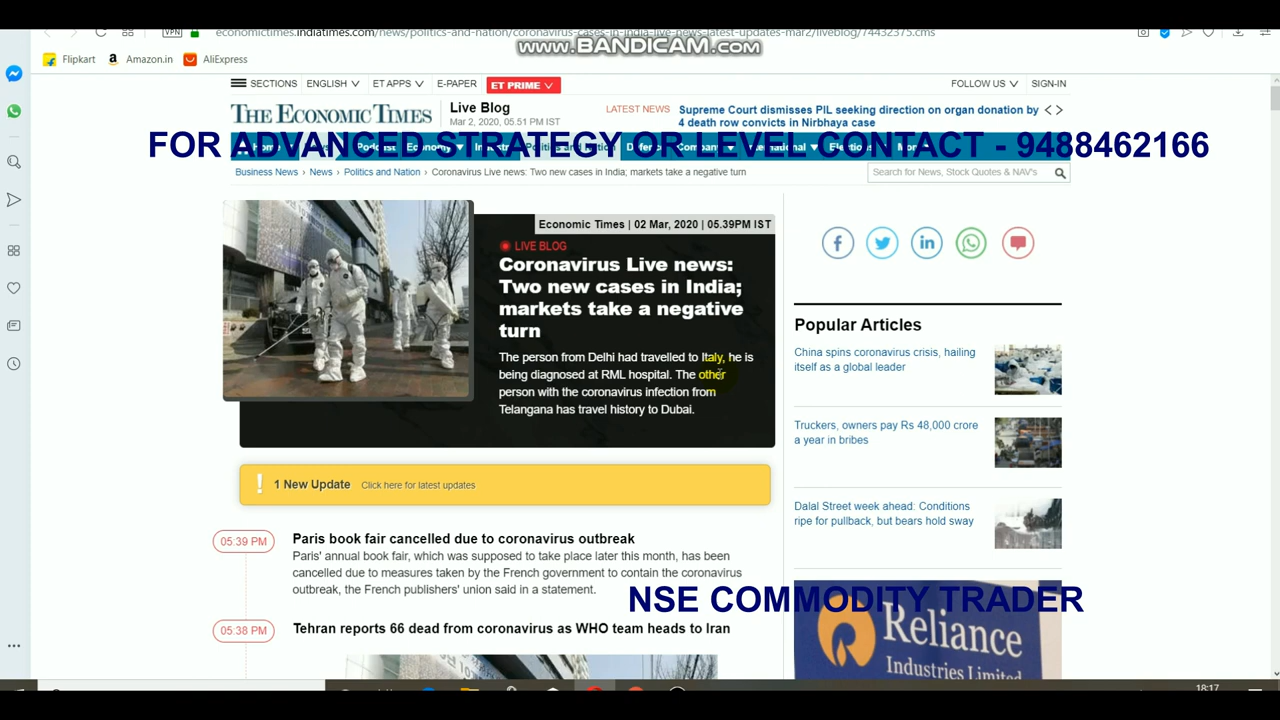 www.BANDICAM.com
VPN economictimes.indiatimes.com/news/politics-and-nation/coronavirus-cases-in-india-live-news-latest-updates-mar2/liveblog/74432375.cms
Flipkart Amazon.in AliExpress
SECTIONS ENGLISH ET APPS E-PAPER ET PRIME FOLLOW US SIGN-IN
THE ECONOMIC TIMES
Live Blog
Mar 2, 2020, 05.51 PM IST
LATEST NEWS Supreme Court dismisses PIL seeking direction on organ donation by
4 death row convicts in Nirbhaya case
FOR ADVANCED STRATEGY OR LEVEL CONTACT - 9488462166
Business News › News › Politics and Nation › Coronavirus Live news: Two new cases in India; markets take a negative turn
Search for News, Stock Quotes & NAV's
Economic Times | 02 Mar, 2020 | 05.39PM IST
LIVE BLOG
Coronavirus Live news:
Two new cases in India;
markets take a negative
turn
The person from Delhi had travelled to Italy, he is
being diagnosed at RML hospital. The other
person with the coronavirus infection from
Telangana has travel history to Dubai.
! 1 New Update Click here for latest updates
05:39 PM Paris book fair cancelled due to coronavirus outbreak
Paris' annual book fair, which was supposed to take place later this month, has been
cancelled due to measures taken by the French government to contain the coronavirus
outbreak, the French publishers' union said in a statement.
05:38 PM Tehran reports 66 dead from coronavirus as WHO team heads to Iran
Popular Articles
China spins coronavirus crisis, hailing
itself as a global leader
Truckers, owners pay Rs 48,000 crore
a year in bribes
Dalal Street week ahead: Conditions
ripe for pullback, but bears hold sway
NSE COMMODITY TRADER
Reliance
Industries Limited
18:17